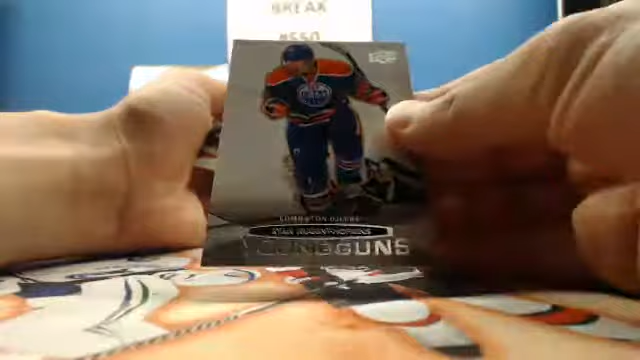 BREAK
#550
EDMONTON OILERS
RYAN NUGENT-HOPKINS
YOUNG GUNS